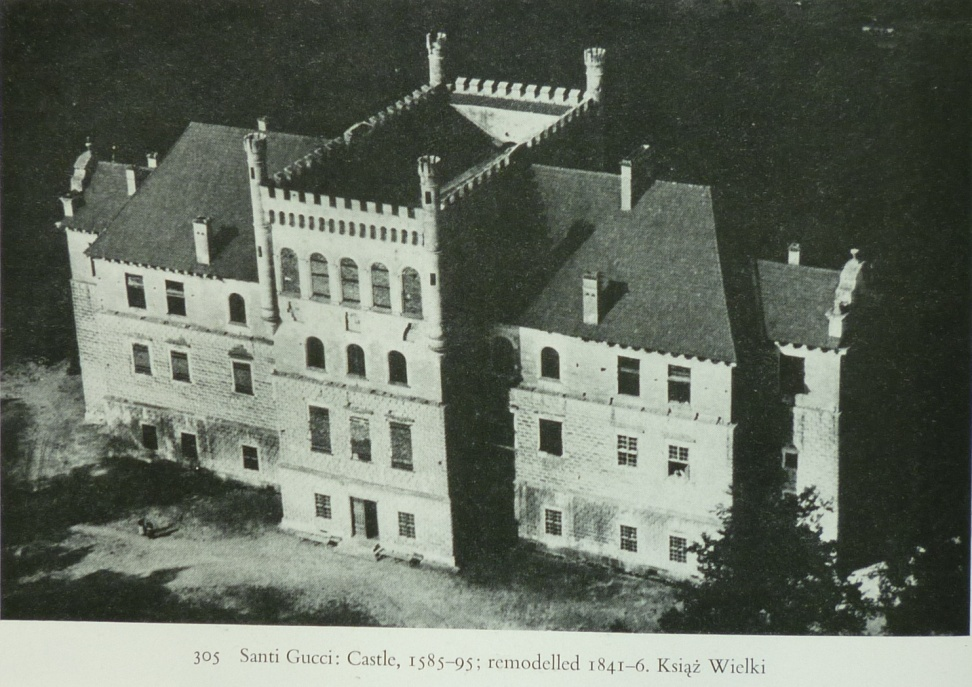 305 Santi Gucci: Castle, 1585–95; remodelled 1841–6. Książ Wielki